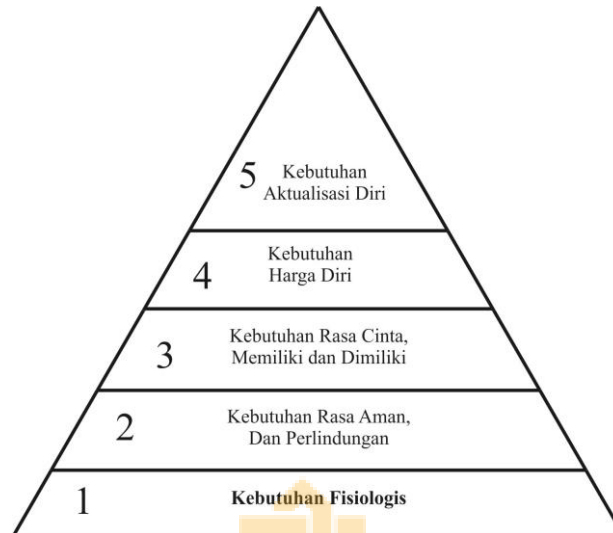 5 Kebutuhan
Aktualisasi Diri
4 Kebutuhan
Harga Diri
3 Kebutuhan Rasa Cinta,
Memiliki dan Dimiliki
2 Kebutuhan Rasa Aman,
Dan Perlindungan
1 Kebutuhan Fisiologis